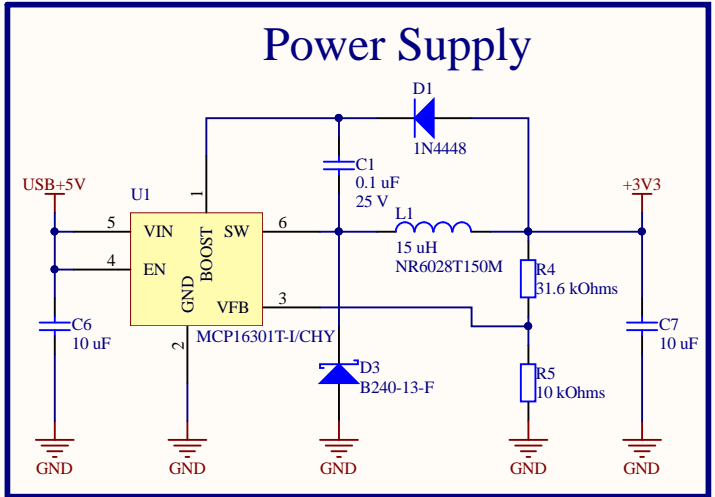 Power Supply
D1
1N4448
C1
0.1 uF
25 V
USB+5V
U1
1
+3V3
5
VIN
SW
6
L1
15 uH
NR6028T150M
4
EN
BOOST
GND
VFB
3
R4
31.6 kOhms
C6
10 uF
2
MCP16301T-I/CHY
C7
10 uF
D3
B240-13-F
R5
10 kOhms
GND
GND
GND
GND
GND